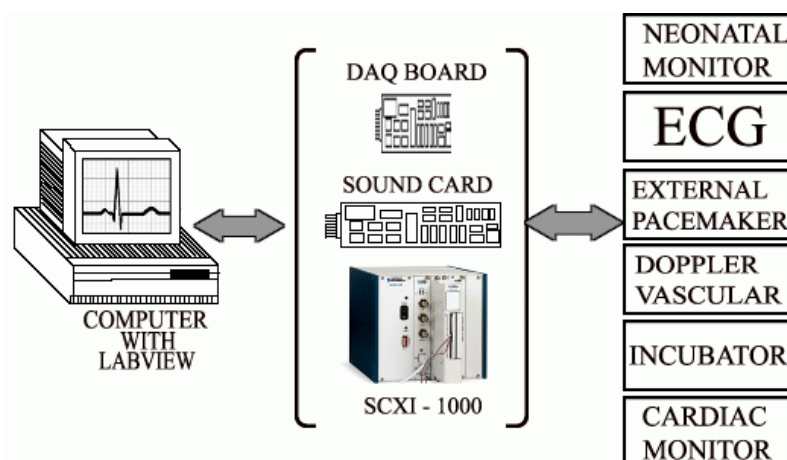 COMPUTER
WITH
LABVIEW
DAQ BOARD
SOUND CARD
SCXI - 1000
NEONATAL
MONITOR
ECG
EXTERNAL
PACEMAKER
DOPPLER
VASCULAR
INCUBATOR
CARDIAC
MONITOR